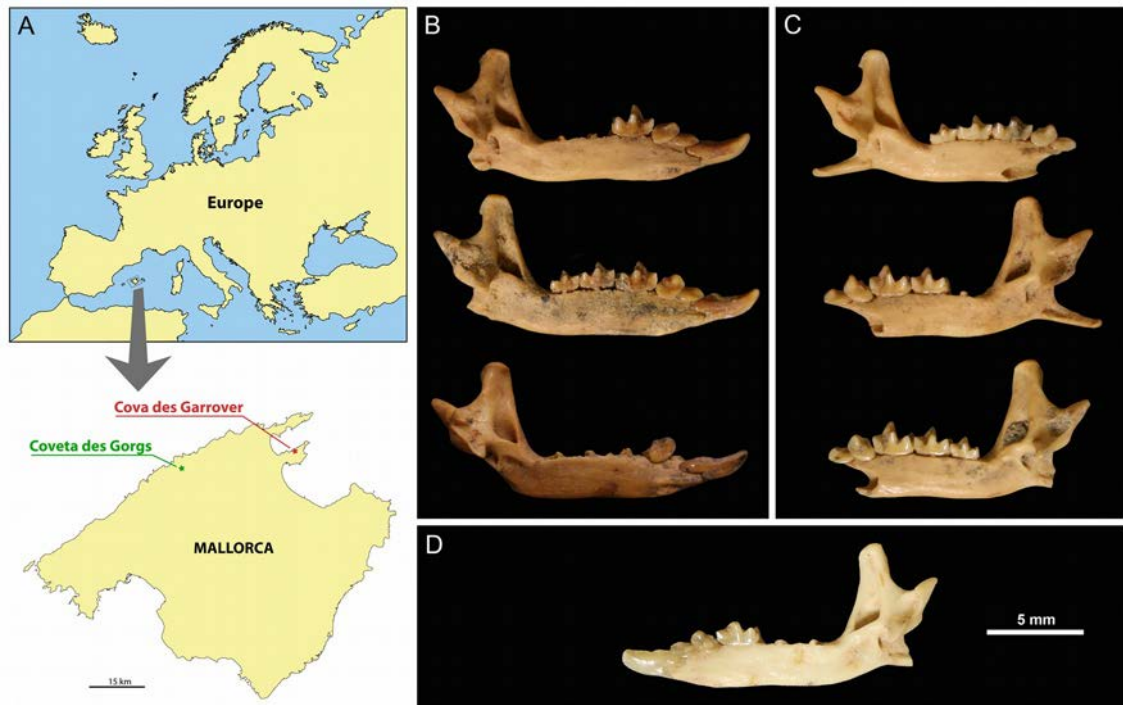 A
Europe
Cova des Garrover
Coveta des Gorgs
MALLORCA
15 km
B
C
D
5 mm